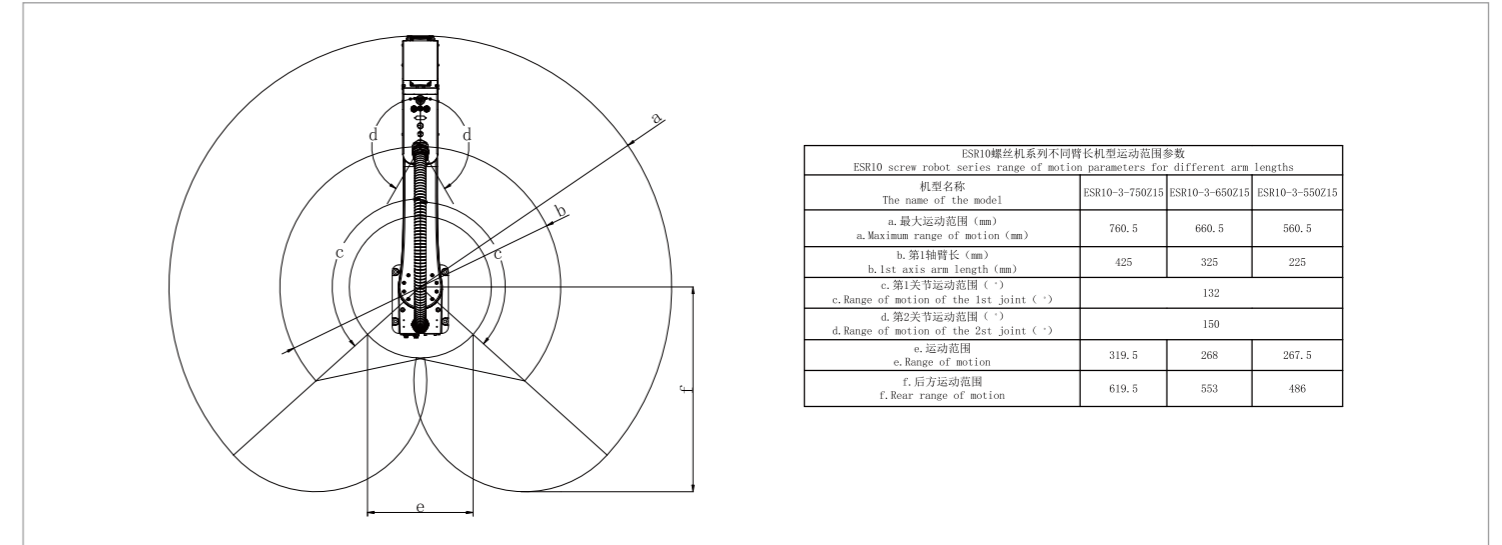 a
d
d
b
c
c
f
e
ESR10螺丝机系列不同臂长机型运动范围参数
ESR10 screw robot series range of motion parameters for different arm lengths
机型名称
The name of the model
ESR10-3-750Z15
ESR10-3-650Z15
ESR10-3-550Z15
a.最大运动范围（mm）
a.Maximum range of motion（mm）
760.5
660.5
560.5
b.第1轴臂长（mm）
b.1st axis arm length（mm）
425
325
225
c.第1关节运动范围（°）
c.Range of motion of the 1st joint（°）
132
d.第2关节运动范围（°）
d.Range of motion of the 2st joint（°）
150
e.运动范围
e.Range of motion
319.5
268
267.5
f.后方运动范围
f.Rear range of motion
619.5
553
486